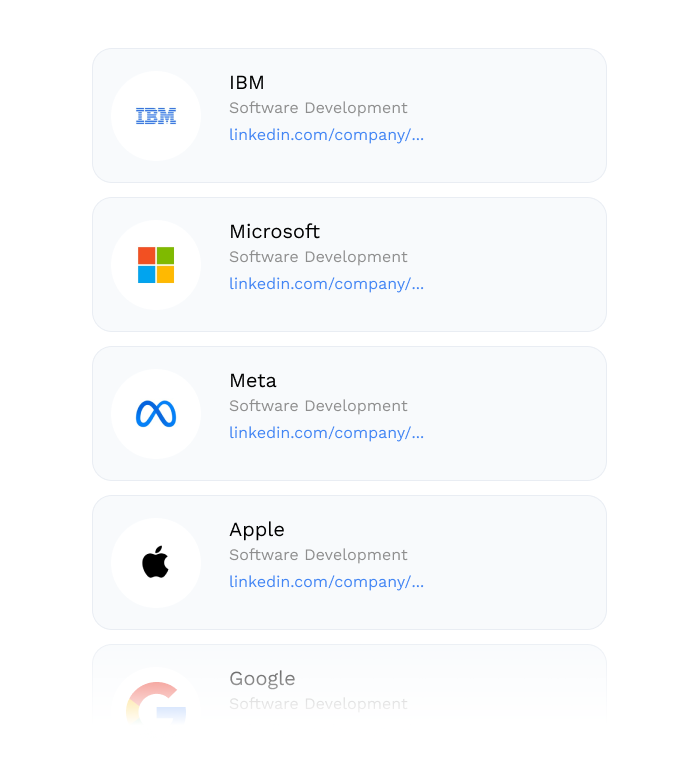 IBM
IBM
Software Development
linkedin.com/company/...
Microsoft
Software Development
linkedin.com/company/...
Meta
Software Development
linkedin.com/company/...
Apple
Software Development
linkedin.com/company/...
Google
Software Development